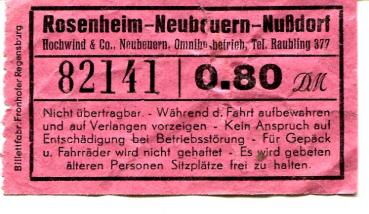 Rosenheim-Neubeuern-Nußdorf
Hochwind & Co., Neubeuern, Omnibusbetrieb, Tel. Raubling 377
82141 0.80 DM
Nicht übertragbar. - Während d. Fahrt aufbewahren
und auf Verlangen vorzeigen - Kein Anspruch auf
Entschädigung bei Betriebsstörung - Für Gepäck
u. Fahrräder wird nicht gehaftet - Es wird gebeten
älteren Personen Sitzplätze frei zu halten.
Billettfabr. Fronhofer Regensburg